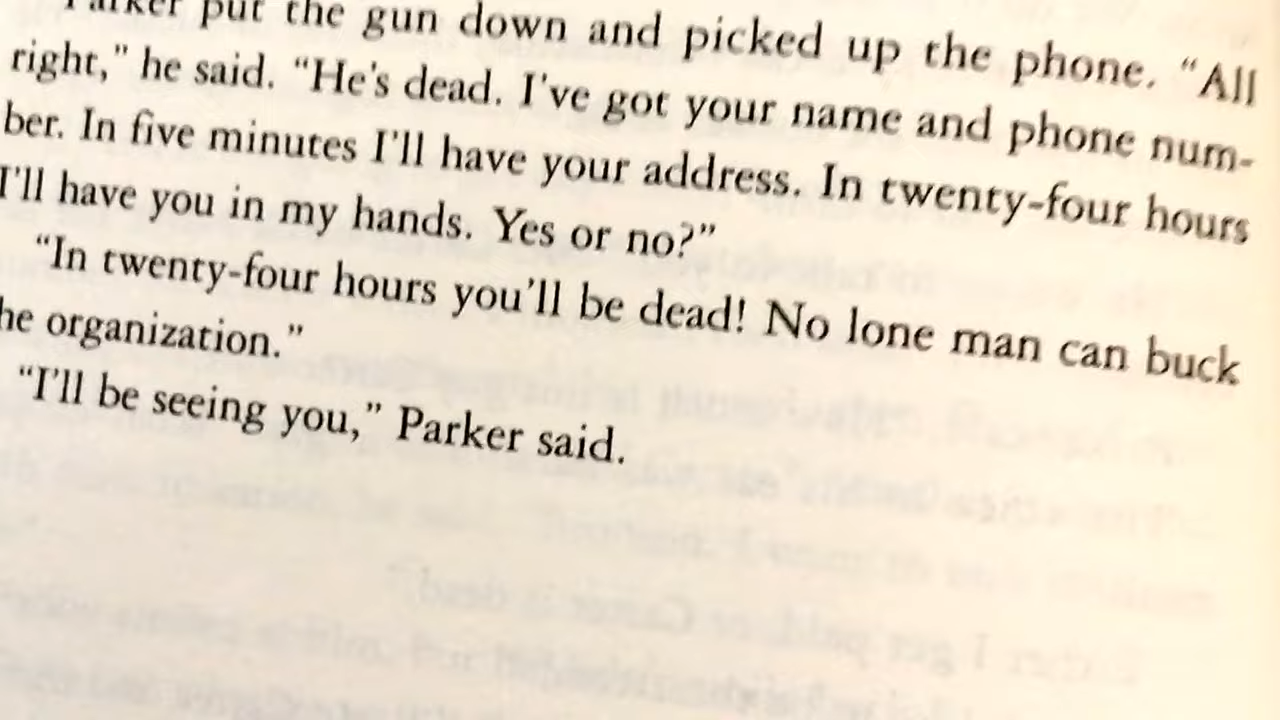 Parker put the gun down and picked up the phone. “All
right,” he said. “He's dead. I've got your name and phone num-
ber. In five minutes I'll have your address. In twenty-four hours
I'll have you in my hands. Yes or no?”
“In twenty-four hours you'll be dead! No lone man can buck
he organization.”
“I'll be seeing you,” Parker said.